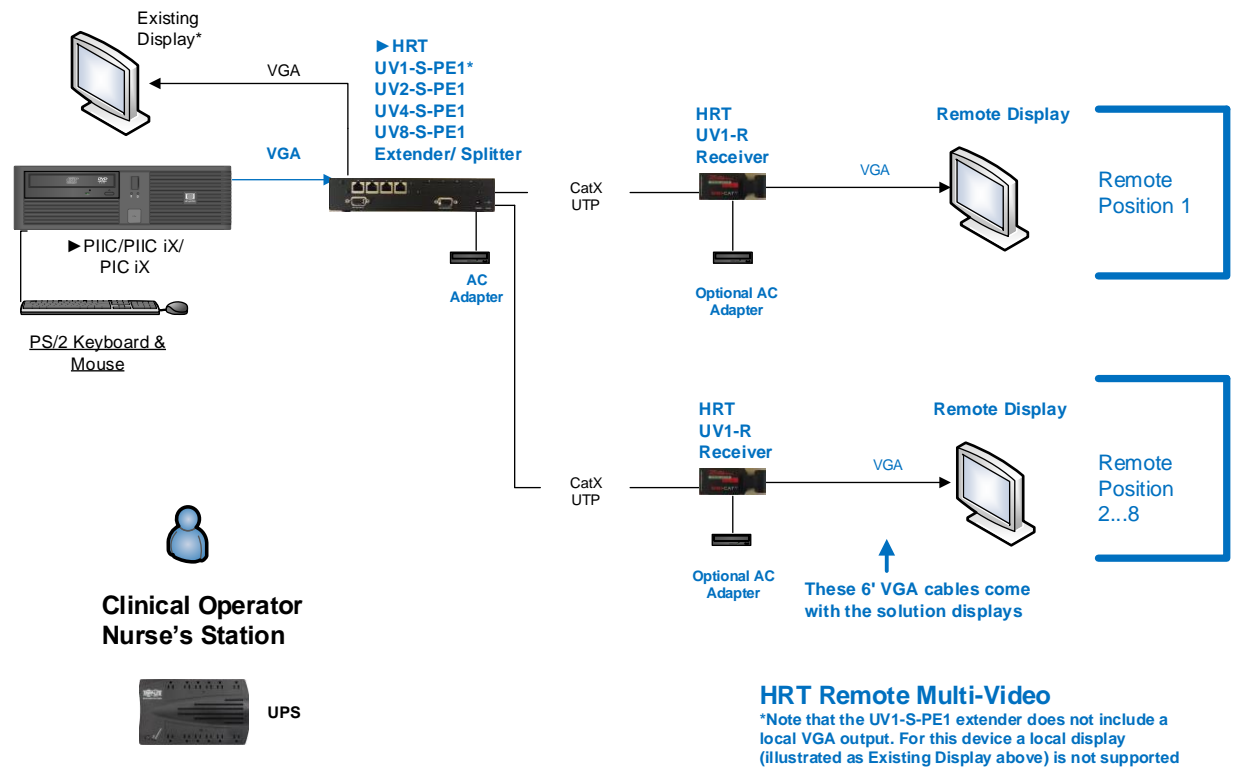 Existing
Display*
VGA
►HRT
UV1-S-PE1*
UV2-S-PE1
UV4-S-PE1
UV8-S-PE1
Extender/ Splitter
VGA
►PIIC/PIIC iX/
PIC iX
PS/2 Keyboard &
Mouse
AC
Adapter
CatX
UTP
HRT
UV1-R
Receiver
Optional AC
Adapter
VGA
Remote Display
Remote
Position 1
CatX
UTP
HRT
UV1-R
Receiver
Optional AC
Adapter
VGA
Remote Display
Remote
Position
2...8
These 6' VGA cables come
with the solution displays
Clinical Operator
Nurse's Station
UPS
HRT Remote Multi-Video
*Note that the UV1-S-PE1 extender does not include a
local VGA output. For this device a local display
(illustrated as Existing Display above) is not supported